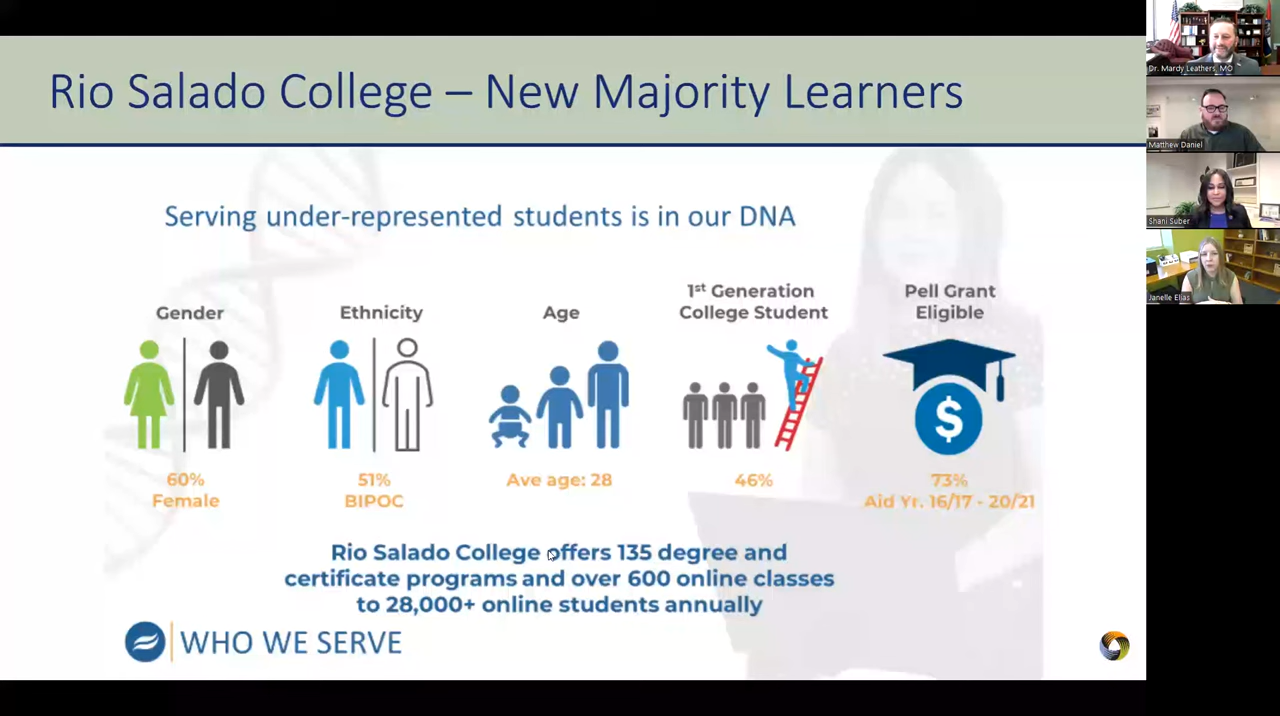 Rio Salado College – New Majority Learners
Serving under-represented students is in our DNA
Gender
60%
Female
Ethnicity
51%
BIPOC
Age
Ave age: 28
1st Generation
College Student
46%
Pell Grant
Eligible
73%
Aid Yr. 16/17 - 20/21
Rio Salado College offers 135 degree and
certificate programs and over 600 online classes
to 28,000+ online students annually
WHO WE SERVE
Dr. Mardy Leathers, MO
Matthew Daniel
Shani Suber
Janelle Elias